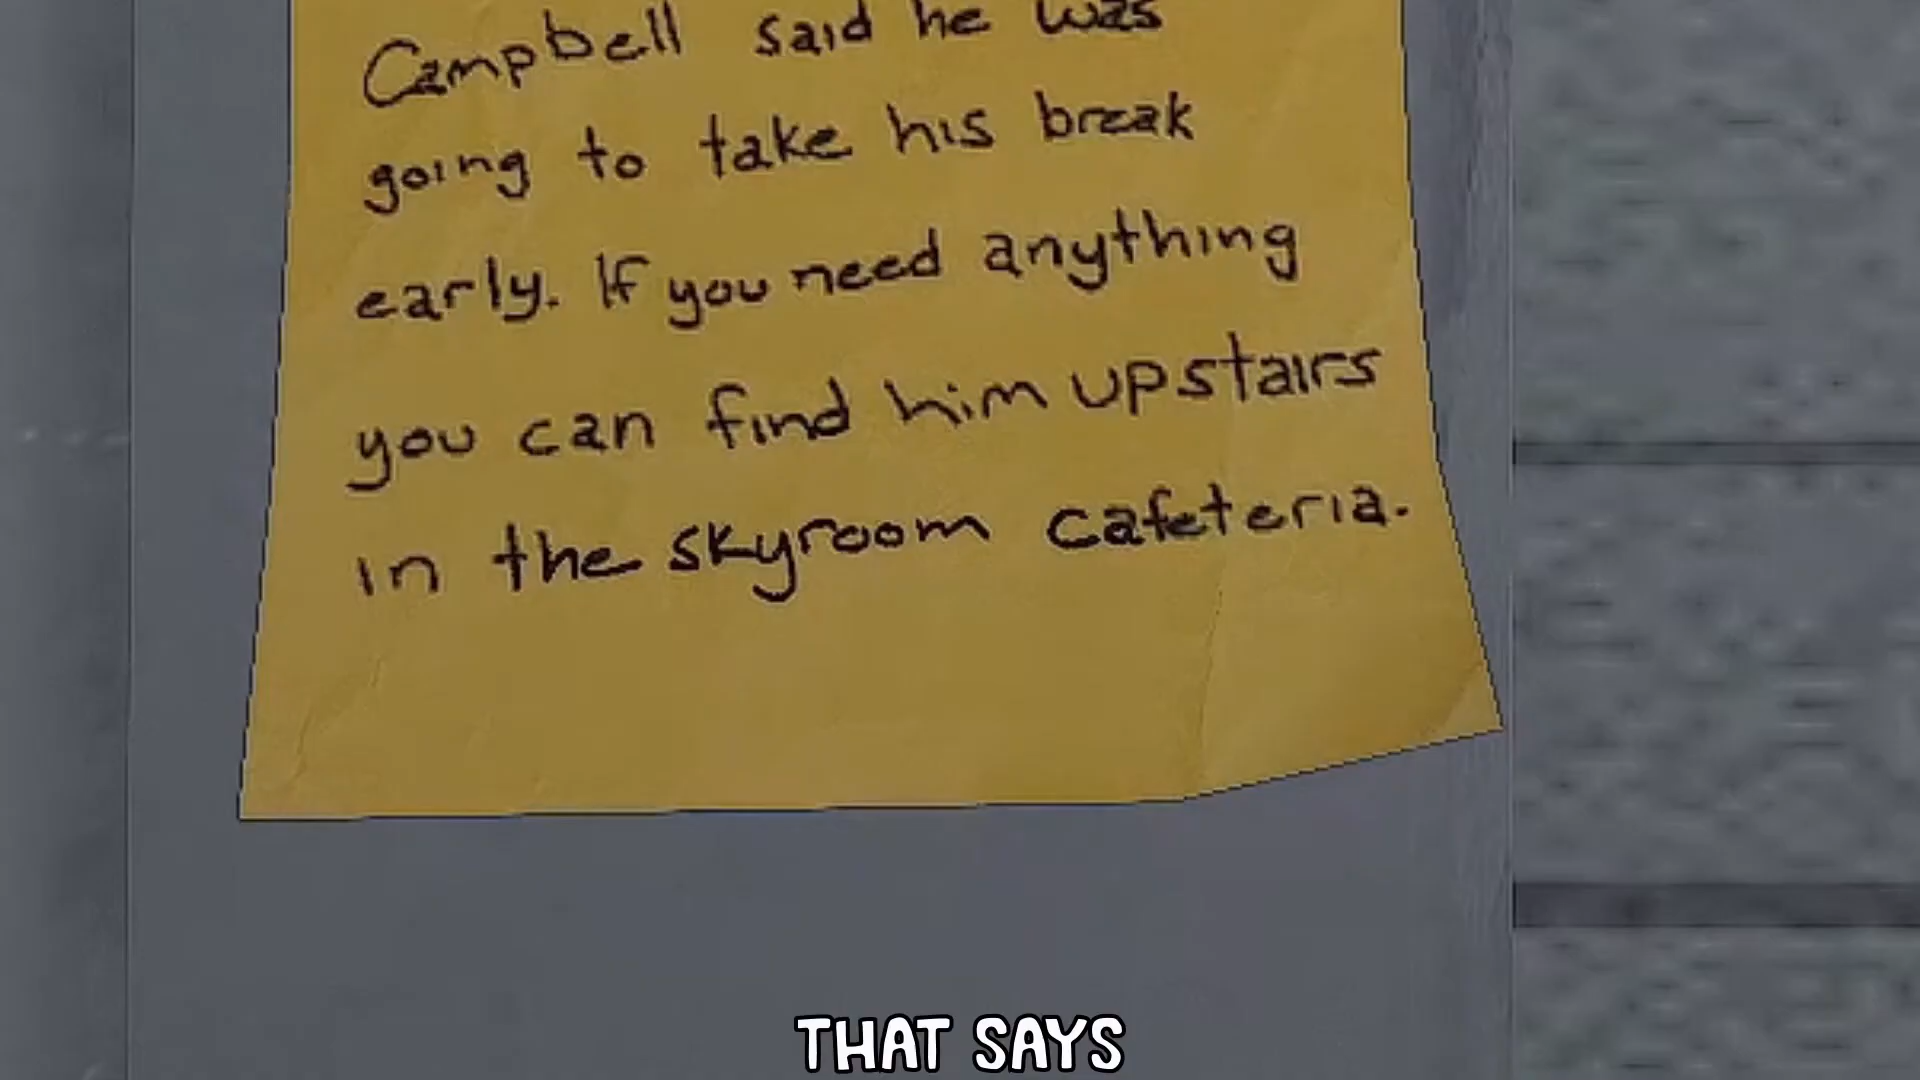 Campbell said he was
going to take his break
early. If you need anything
you can find him upstairs
in the skyroom cafeteria.
THAT SAYS